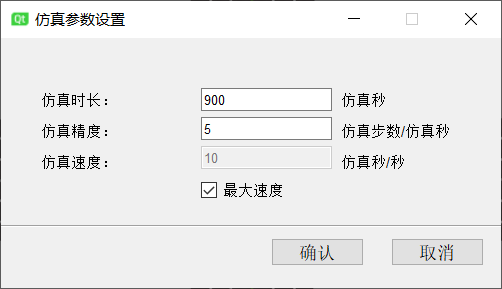 Qt 仿真参数设置
仿真时长： 900 仿真秒
仿真精度： 5 仿真步数/仿真秒
仿真速度： 10 仿真秒/秒
最大速度
确认 取消